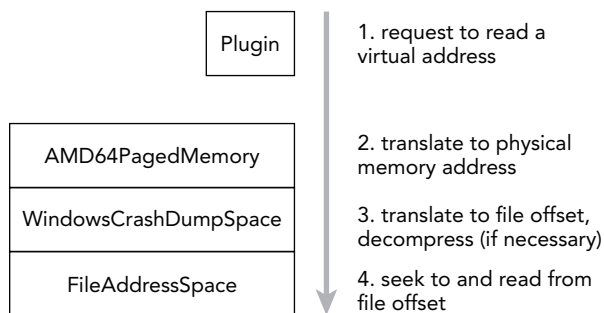 Plugin
1. request to read a
virtual address
AMD64PagedMemory
2. translate to physical
memory address
WindowsCrashDumpSpace
3. translate to file offset,
decompress (if necessary)
FileAddressSpace
4. seek to and read from
file offset